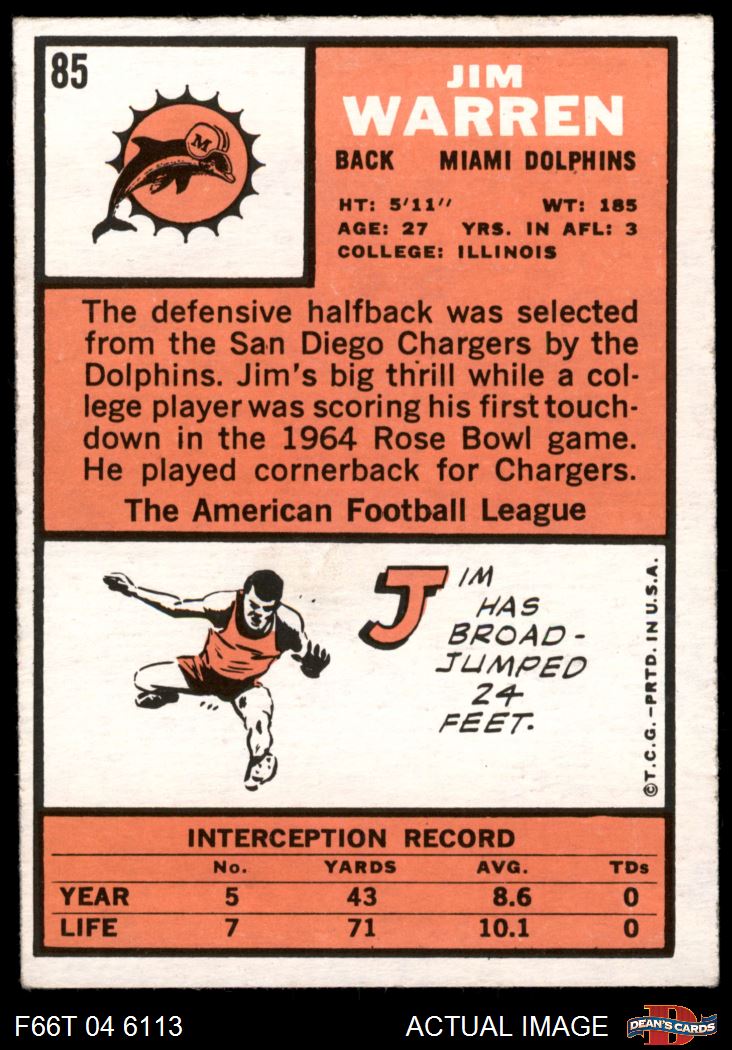 85
M
JIM
WARREN
BACK MIAMI DOLPHINS
HT: 5'11" WT: 185
AGE: 27 YRS. IN AFL: 3
COLLEGE: ILLINOIS
The defensive halfback was selected
from the San Diego Chargers by the
Dolphins. Jim's big thrill while a col-
lege player was scoring his first touch-
down in the 1964 Rose Bowl game.
He played cornerback for Chargers.
The American Football League
JIM
HAS
BROAD-
JUMPED
24
FEET.
©T.C.G.-PRTD. IN U.S.A.
INTERCEPTION RECORD
No. YARDS AVG. TDs
YEAR 5 43 8.6 0
LIFE 7 71 10.1 0
F66T 04 6113 ACTUAL IMAGE
D
DEAN'S CARDS